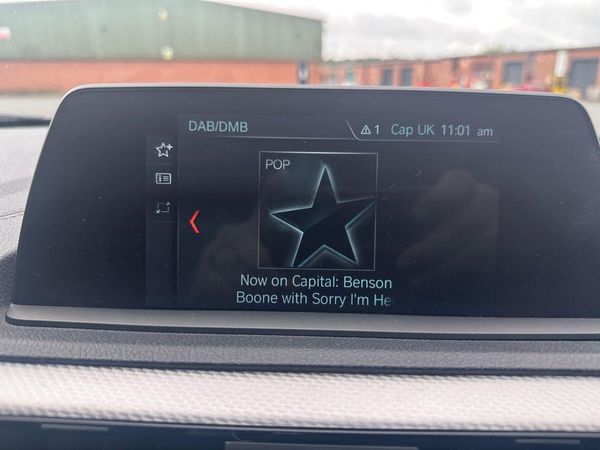 DAB/DMB
1 Cap UK 11:01 am
POP
Now on Capital: Benson
Boone with Sorry I'm He